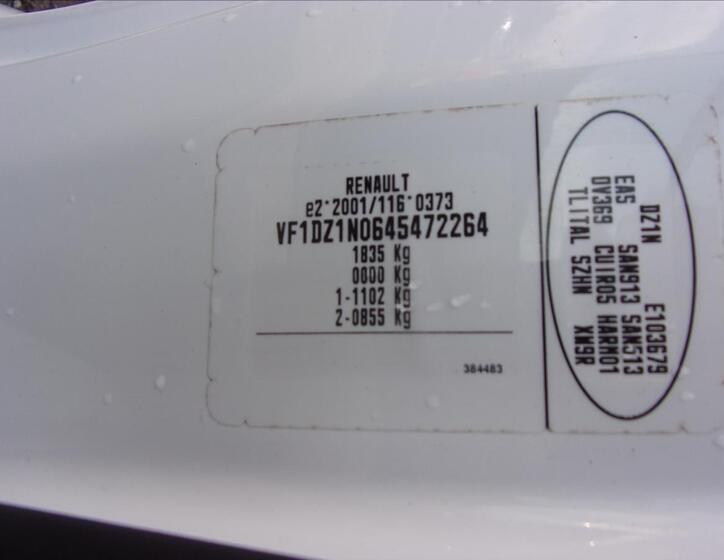 RENAULT
e2*2001/116*0373
VF1DZ1N0645472264
1835 Kg
0000 Kg
1-1102 Kg
2-0855 Kg
384483
DZ1N E103679
EAS SAN913 SAN513
DV369 CUIR05 HARM01
TLITAL SZHN XW9R